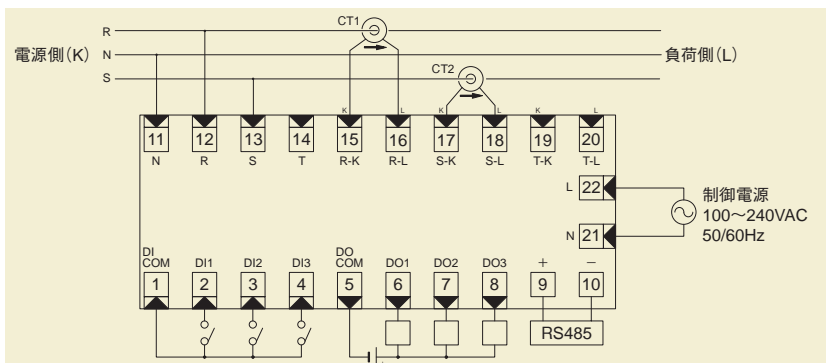 CT1
R
電源側(K) N 負荷側(L)
CT2
S
K L K L K L
11 12 13 14 15 16 17 18 19 20
N R S T R-K R-L S-K S-L T-K T-L
L 22
制御電源
100〜240VAC
50/60Hz
N 21
DI COM DI1 DI2 DI3 DO COM DO1 DO2 DO3 + −
1 2 3 4 5 6 7 8 9 10
RS485